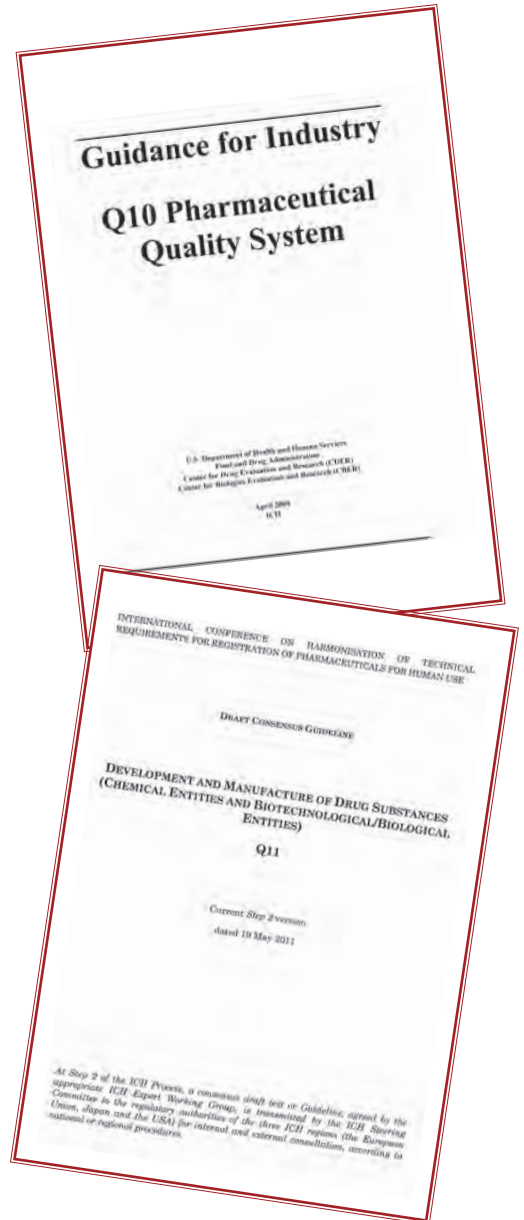 Guidance for Industry
Q10 Pharmaceutical
Quality System
U.S. Department of Health and Human Services
Food and Drug Administration
Center for Drug Evaluation and Research (CDER)
Center for Biologics Evaluation and Research (CBER)
April 2009
ICH
INTERNATIONAL CONFERENCE ON HARMONISATION OF TECHNICAL
REQUIREMENTS FOR REGISTRATION OF PHARMACEUTICALS FOR HUMAN USE
DRAFT CONSENSUS GUIDELINE
DEVELOPMENT AND MANUFACTURE OF DRUG SUBSTANCES
(CHEMICAL ENTITIES AND BIOTECHNOLOGICAL/BIOLOGICAL
ENTITIES)
Q11
Current Step 2 version
dated 19 May 2011
At Step 2 of the ICH Process, a consensus draft text or Guideline, agreed by the
appropriate ICH Expert Working Group, is transmitted by the ICH Steering
Committee to the regulatory authorities of the three ICH regions (the European
Union, Japan and the USA) for internal and external consultation, according to
national or regional procedures.